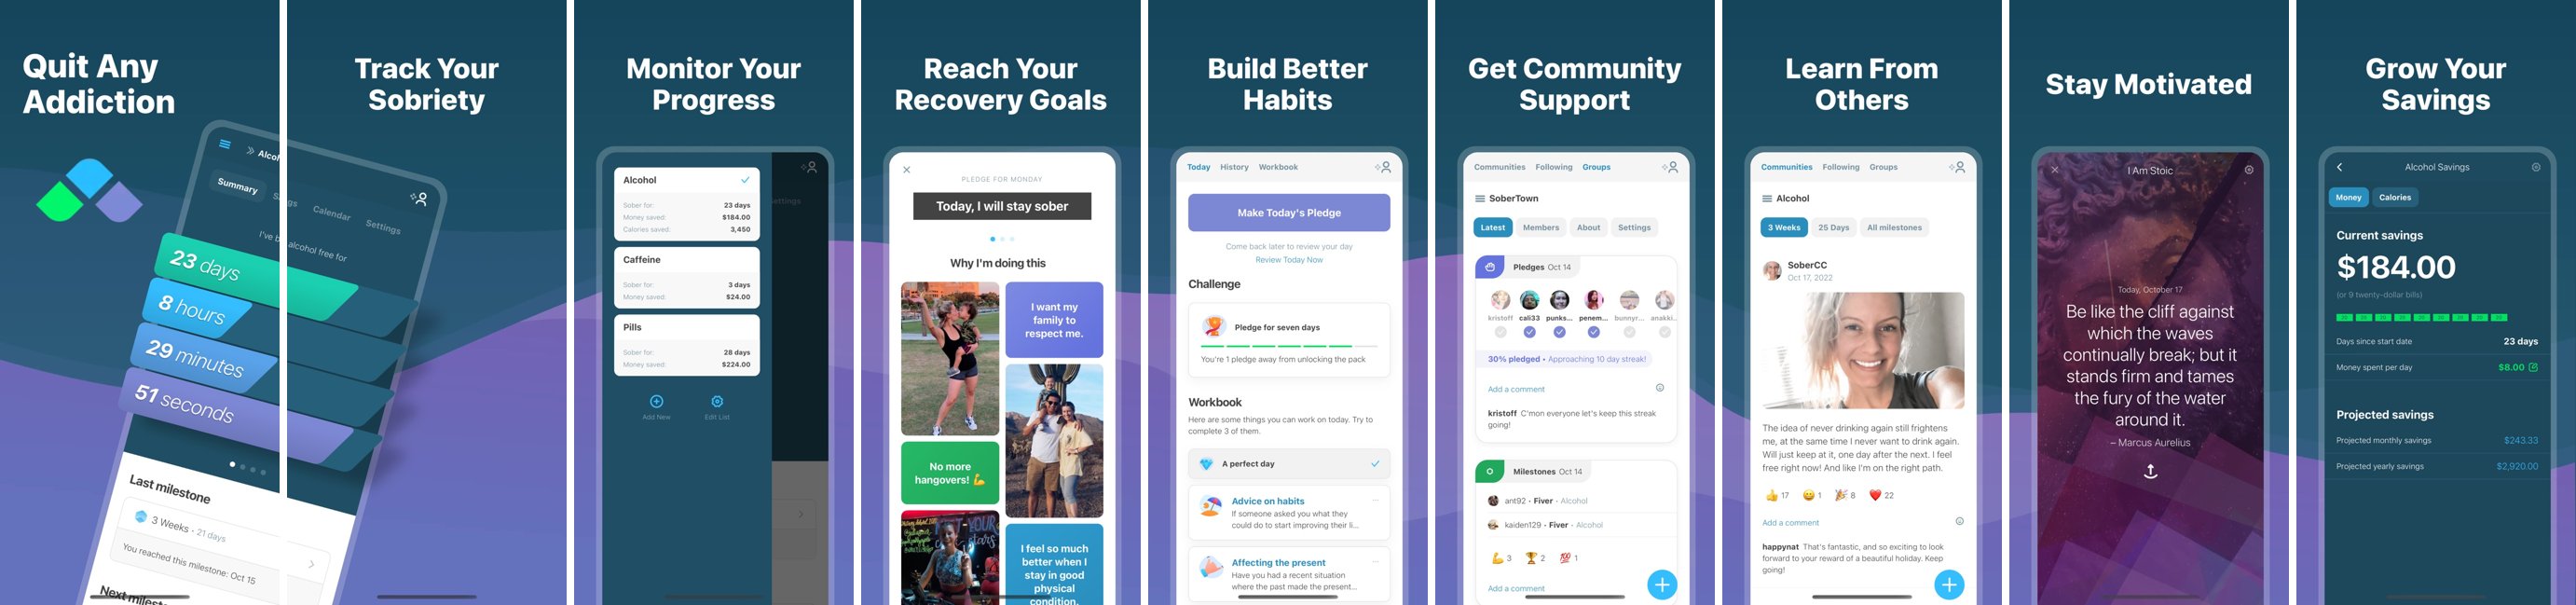 Quit Any
Addiction
Alcohol
Summary
Calendar
Settings
I've been alcohol free for
23 days
8 hours
29 minutes
51 seconds
Last milestone
3 Weeks • 21 days
You reached this milestone: Oct 15
Next milestone
Track Your
Sobriety
Monitor Your
Progress
Alcohol
Sober for: 23 days
Money saved: $184.00
Calories saved: 3,450
Caffeine
Sober for: 3 days
Money saved: $24.00
Pills
Sober for: 28 days
Money saved: $224.00
Add New
Edit List
ettings
Reach Your
Recovery Goals
PLEDGE FOR MONDAY
Today, I will stay sober
Why I'm doing this
I want my
family to
respect me.
No more
hangovers! 💪
I feel so much
better when I
stay in good
physical
condition.
Build Better
Habits
Today History Workbook
Make Today's Pledge
Come back later to review your day
Review Today Now
Challenge
Pledge for seven days
You're 1 pledge away from unlocking the pack
Workbook
Here are some things you can work on today. Try to
complete 3 of them.
A perfect day
Advice on habits
If someone asked you what they
could do to start improving their li...
Affecting the present
Have you had a recent situation
where the past made the present...
Get Community
Support
Communities Following Groups
SoberTown
Latest Members About Settings
Pledges Oct 14
kristoff cali33 punks... penem... bunnyr... anakki...
30% pledged • Approaching 10 day streak!
Add a comment
kristoff C'mon everyone let's keep this streak
going!
Milestones Oct 14
ant92 • Fiver • Alcohol
kaiden129 • Fiver • Alcohol
💪 3 🏆 2 💯 1
Add a comment
Learn From
Others
Communities Following Groups
Alcohol
3 Weeks 25 Days All milestones
SoberCC
Oct 17, 2022
The idea of never drinking again still frightens
me, at the same time I never want to drink again.
Will just keep at it, one day after the next. I feel
free right now! And like I'm on the right path.
👍 17 😀 1 🎉 8 ❤️ 22
Add a comment
happynat That's fantastic, and so exciting to look
forward to your reward of a beautiful holiday. Keep
going!
Stay Motivated
I Am Stoic
Today, October 17
Be like the cliff against
which the waves
continually break; but it
stands firm and tames
the fury of the water
around it.
– Marcus Aurelius
Grow Your
Savings
Alcohol Savings
Money Calories
Current savings
$184.00
(or 9 twenty-dollar bills)
Days since start date 23 days
Money spent per day $8.00
Projected savings
Projected monthly savings $243.33
Projected yearly savings $2,920.00